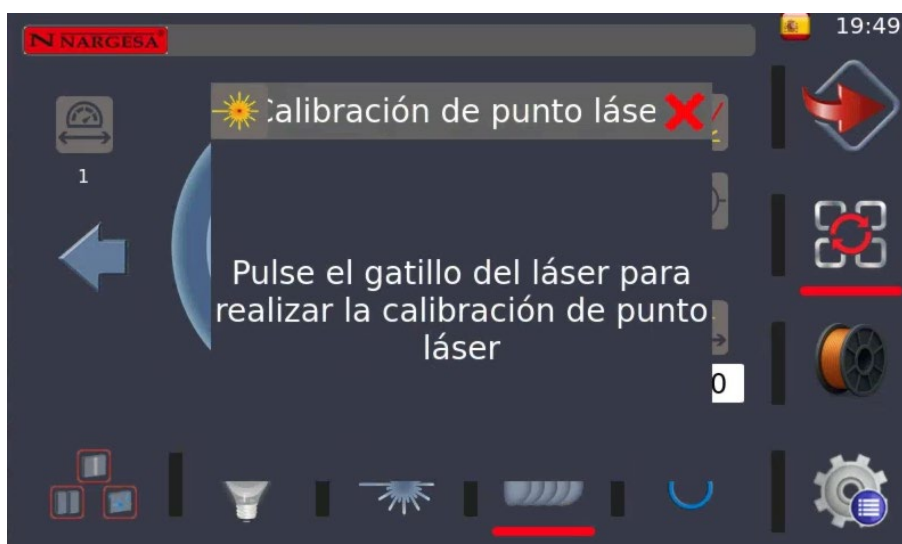 NARGESA
19:49
Calibración de punto láse
1
Pulse el gatillo del láser para
realizar la calibración de punto
láser
0